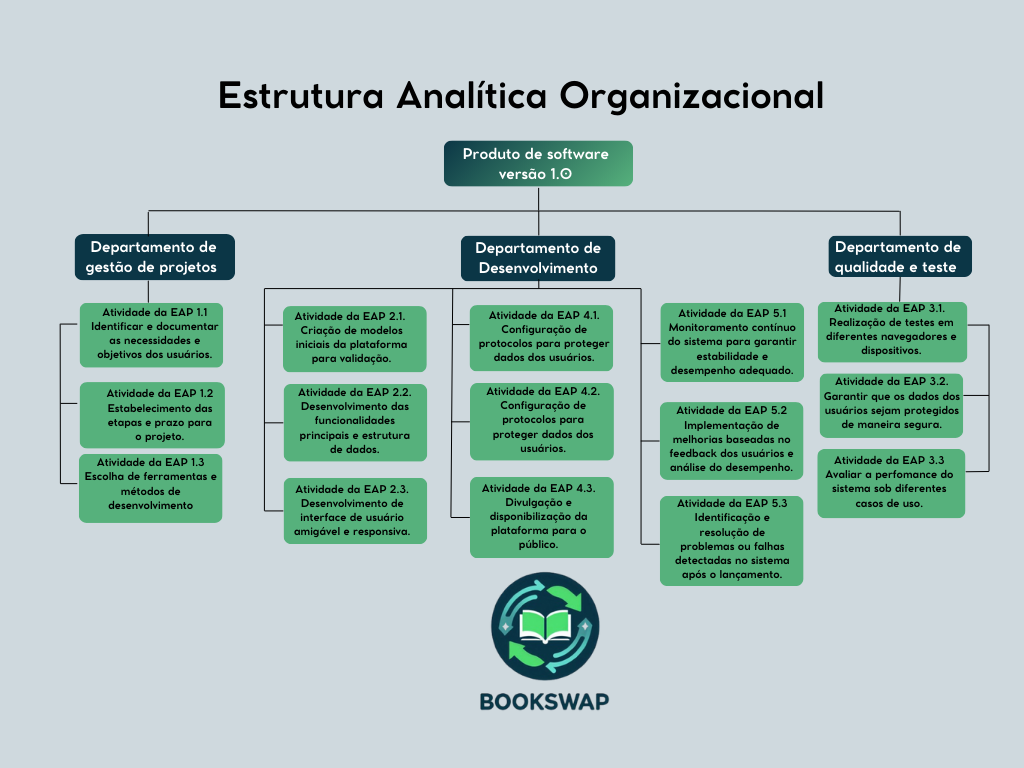 Estrutura Analítica Organizacional
Produto de software
versão 1.0
Departamento de
gestão de projetos
Atividade da EAP 1.1
Identificar e documentar
as necessidades e
objetivos dos usuários.
Atividade da EAP 1.2
Estabelecimento das
etapas e prazo para
o projeto.
Atividade da EAP 1.3
Escolha de ferramentas e
métodos de
desenvolvimento
Departamento de
Desenvolvimento
Atividade da EAP 2.1.
Criação de modelos
iniciais da plataforma
para validação.
Atividade da EAP 2.2.
Desenvolvimento das
funcionalidades
principais e estrutura
de dados.
Atividade da EAP 2.3.
Desenvolvimento de
interface de usuário
amigável e responsiva.
Atividade da EAP 4.1.
Configuração de
protocolos para proteger
dados dos usuários.
Atividade da EAP 4.2.
Configuração de
protocolos para
proteger dados dos
usuários.
Atividade da EAP 4.3.
Divulgação e
disponibilização da
plataforma para o
público.
Atividade da EAP 5.1
Monitoramento contínuo
do sistema para garantir
estabilidade e
desempenho adequado.
Atividade da EAP 5.2
Implementação de
melhorias baseadas no
feedback dos usuários e
análise do desempenho.
Atividade da EAP 5.3
Identificação e
resolução de
problemas ou falhas
detectadas no sistema
após o lançamento.
Departamento de
qualidade e teste
Atividade da EAP 3.1.
Realização de testes em
diferentes navegadores e
dispositivos.
Atividade da EAP 3.2.
Garantir que os dados dos
usuários sejam protegidos
de maneira segura.
Atividade da EAP 3.3
Avaliar a perfomance do
sistema sob diferentes
casos de uso.
BOOKSWAP